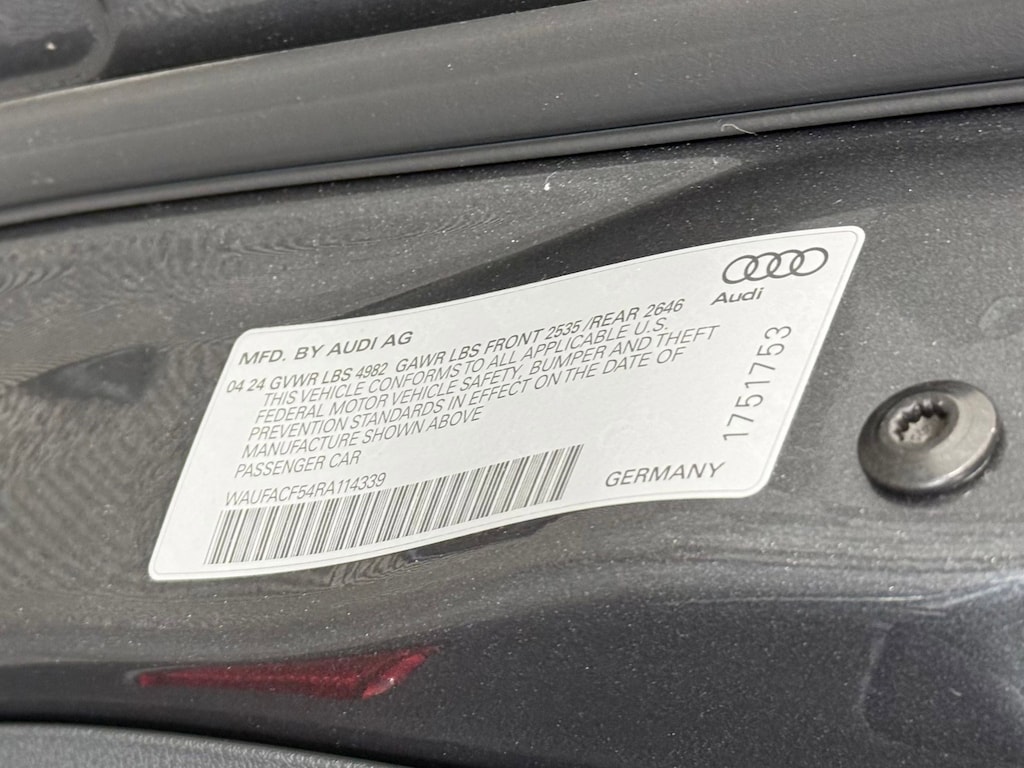 Audi
MFD. BY AUDI AG
04 24 GVWR LBS 4982 GAWR LBS FRONT 2535 /REAR 2646
THIS VEHICLE CONFORMS TO ALL APPLICABLE U.S.
FEDERAL MOTOR VEHICLE SAFETY, BUMPER AND THEFT
PREVENTION STANDARDS IN EFFECT ON THE DATE OF
MANUFACTURE SHOWN ABOVE
PASSENGER CAR
WAUFACF54RA114339
GERMANY
1751753